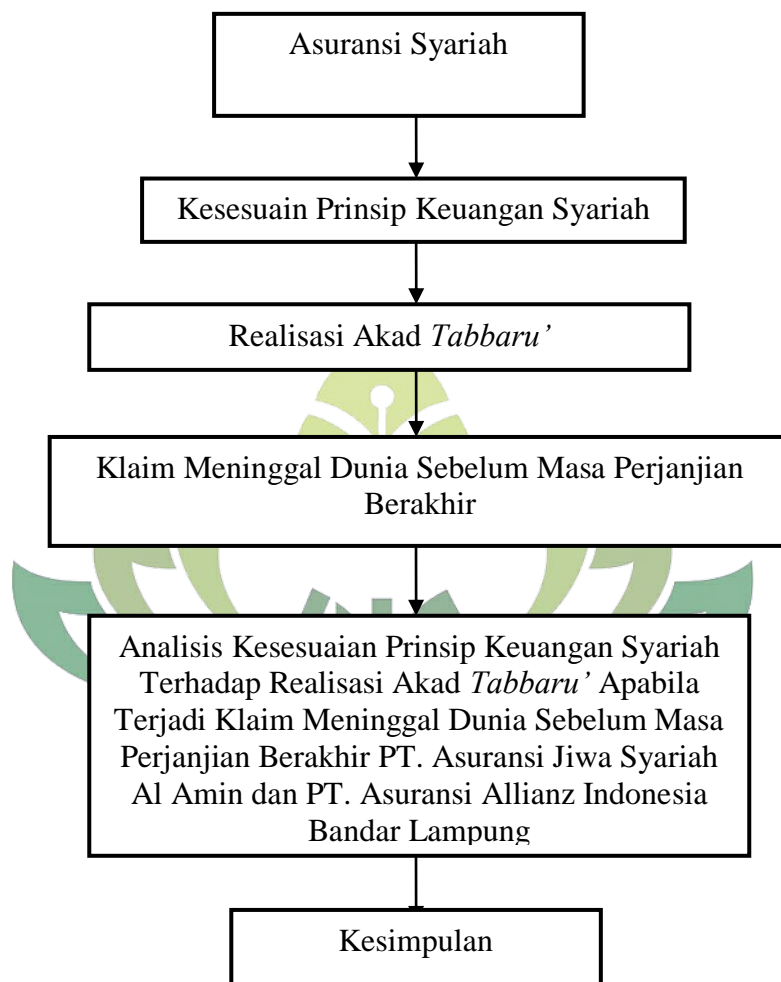 Asuransi Syariah
Kesesuain Prinsip Keuangan Syariah
Realisasi Akad Tabbaru’
Klaim Meninggal Dunia Sebelum Masa Perjanjian
Berakhir
Analisis Kesesuaian Prinsip Keuangan Syariah
Terhadap Realisasi Akad Tabbaru’ Apabila
Terjadi Klaim Meninggal Dunia Sebelum Masa
Perjanjian Berakhir PT. Asuransi Jiwa Syariah
Al Amin dan PT. Asuransi Allianz Indonesia
Bandar Lampung
Kesimpulan